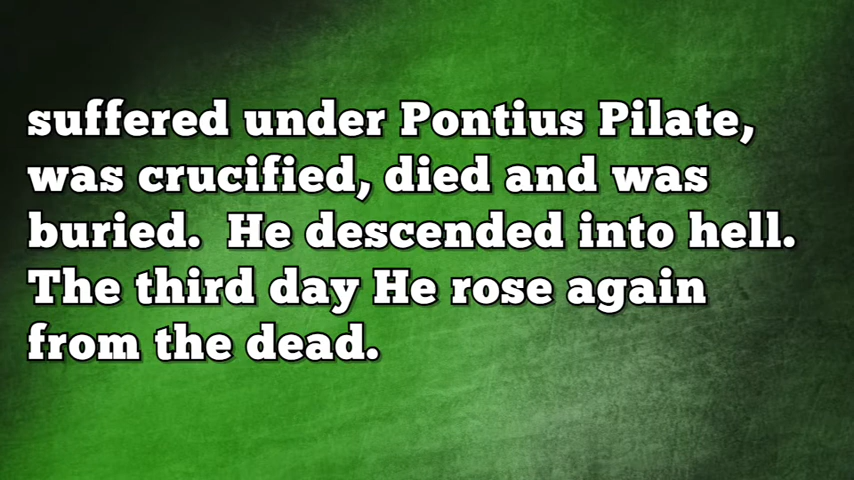 suffered under Pontius Pilate,
was crucified, died and was
buried.  He descended into hell.
The third day He rose again
from the dead.